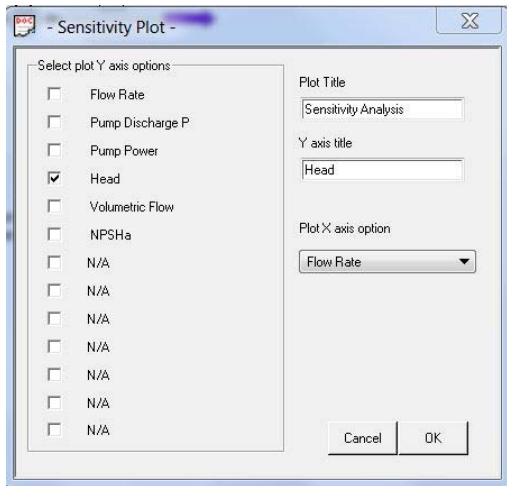 - Sensitivity Plot -
Select plot Y axis options
Flow Rate
Pump Discharge P
Pump Power
Head
Volumetric Flow
NPSHa
N/A
N/A
N/A
N/A
N/A
N/A
N/A
Plot Title
Sensitivity Analysis
Y axis title
Head
Plot X axis option
Flow Rate
Cancel
OK